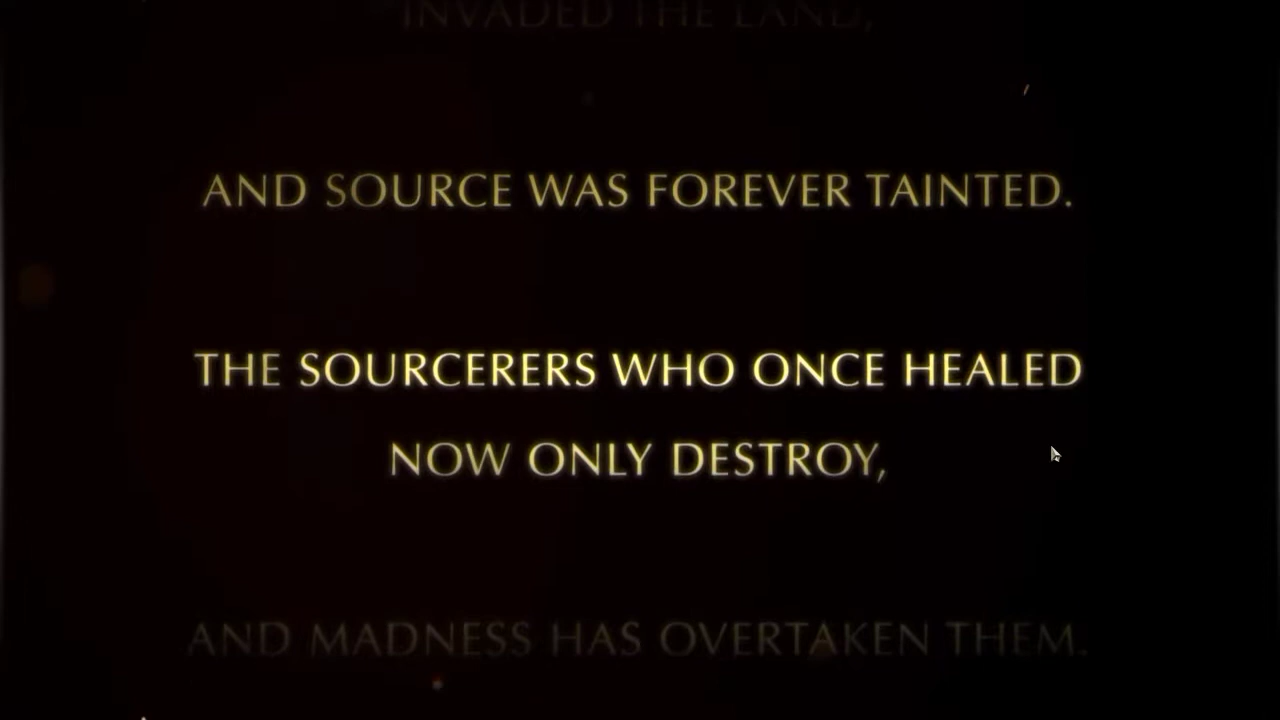 INVADED THE LAND,
AND SOURCE WAS FOREVER TAINTED.
THE SOURCERERS WHO ONCE HEALED
NOW ONLY DESTROY,
AND MADNESS HAS OVERTAKEN THEM.